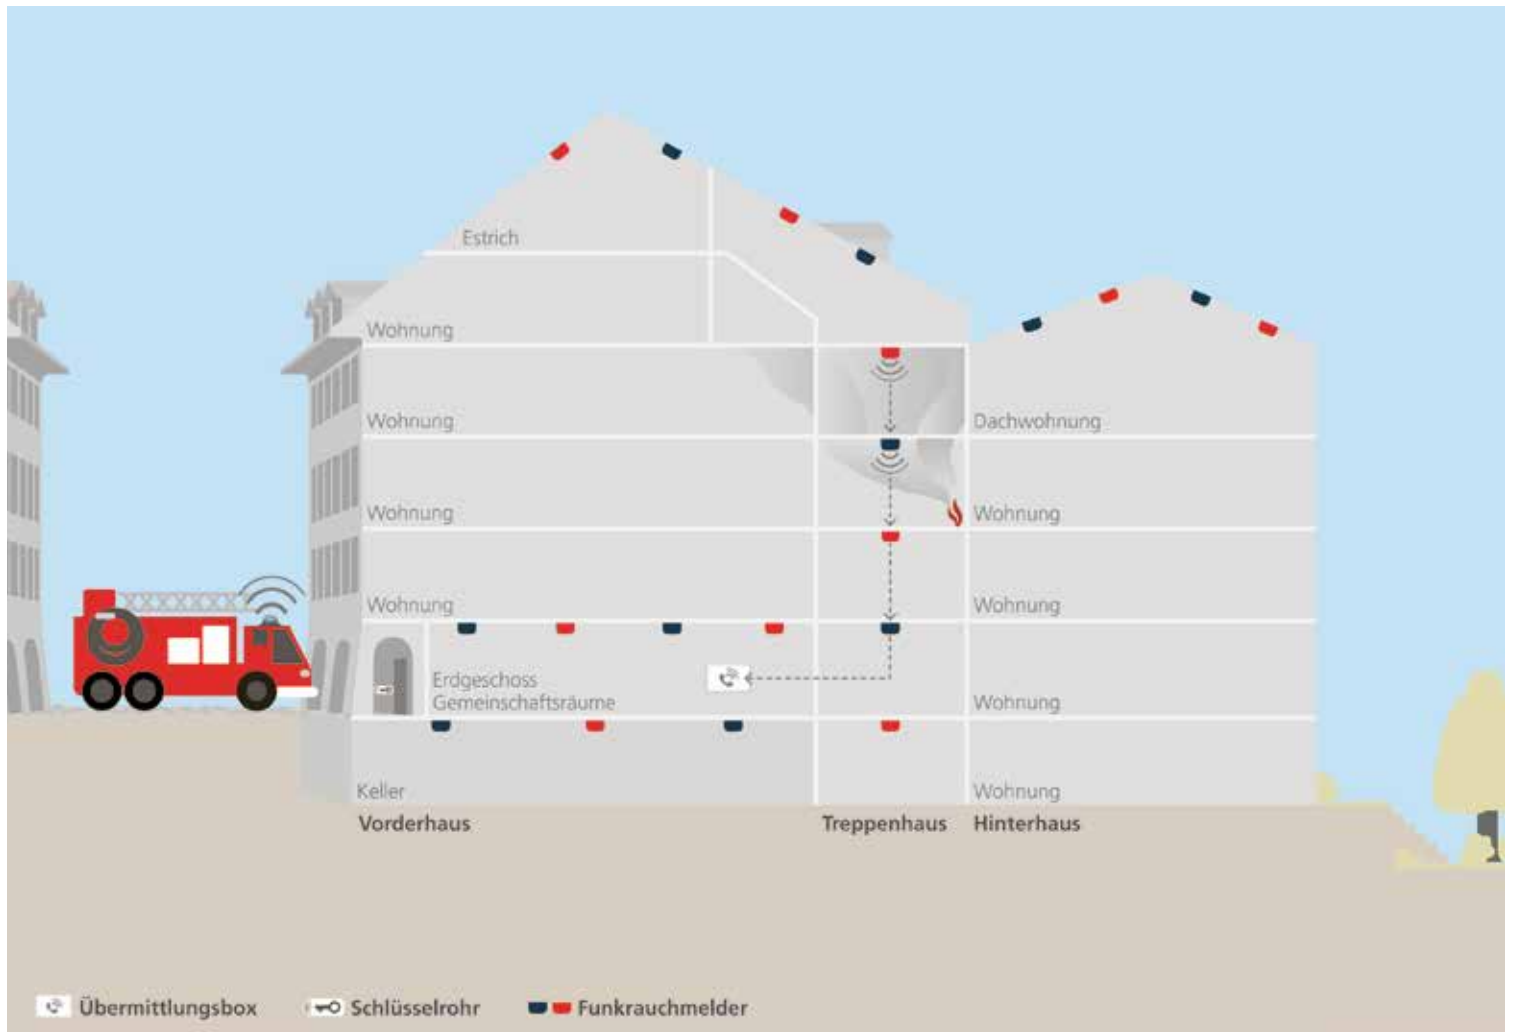 Estrich
Wohnung
Wohnung
Dachwohnung
Wohnung
Wohnung
Wohnung
Wohnung
Erdgeschoss
Gemeinschaftsräume
Wohnung
Keller
Wohnung
Vorderhaus
Treppenhaus
Hinterhaus
Übermittlungsbox
Schlüsselrohr
Funkrauchmelder